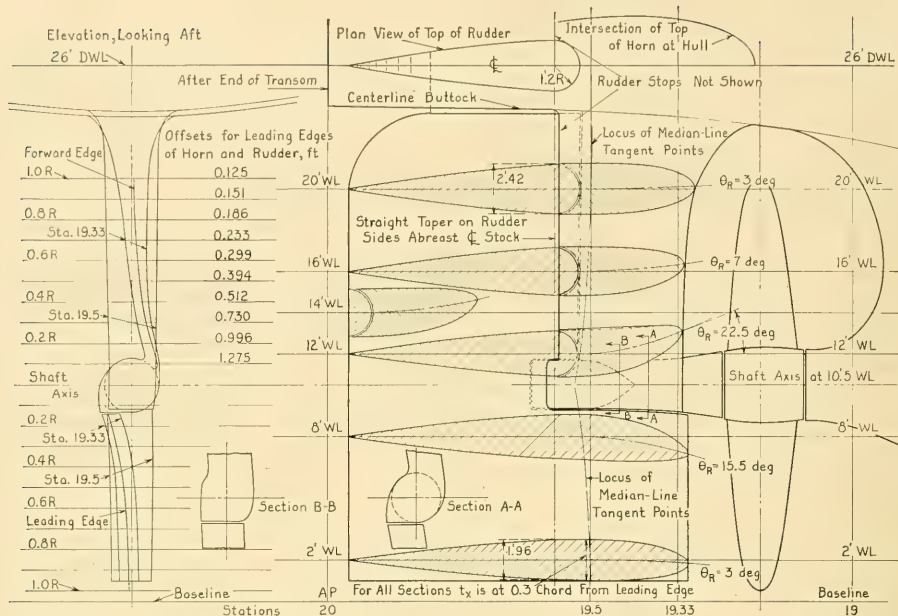 Elevation, Looking Aft
26' DWL
After End of Transom
Plan View of Top of Rudder
℄
1.2R
Intersection of Top
of Horn at Hull
26' DWL
Rudder Stops Not Shown
Centerline Buttock
Locus of Median-Line
Tangent Points
Forward Edge
Offsets for Leading Edges
of Horn and Rudder, ft
1.0R
0.125
0.151
0.8R
0.186
Sta. 19.33
0.233
0.6R
0.299
0.394
0.4R
0.512
Sta. 19.5
0.730
0.2R
0.996
1.275
20' WL
2.42
θR = 3 deg
20' WL
Straight Taper on Rudder
Sides Abreast ℄ Stock
16' WL
θR = 7 deg
16' WL
14' WL
θR = 22.5 deg
12' WL
B
A
12' WL
Shaft
Axis
Shaft Axis at 10.5 WL
B
A
0.2R
Sta. 19.33
8' WL
8' WL
0.4R
Sta. 19.5
θR = 15.5 deg
0.6R
Section B-B
Section A-A
Locus of
Median-Line
Tangent Points
Leading Edge
0.8R
2' WL
1.96
2' WL
θR = 3 deg
1.0R
For All Sections tx is at 0.3 Chord From Leading Edge
Baseline
AP
Baseline
Stations
20
19.5
19.33
19